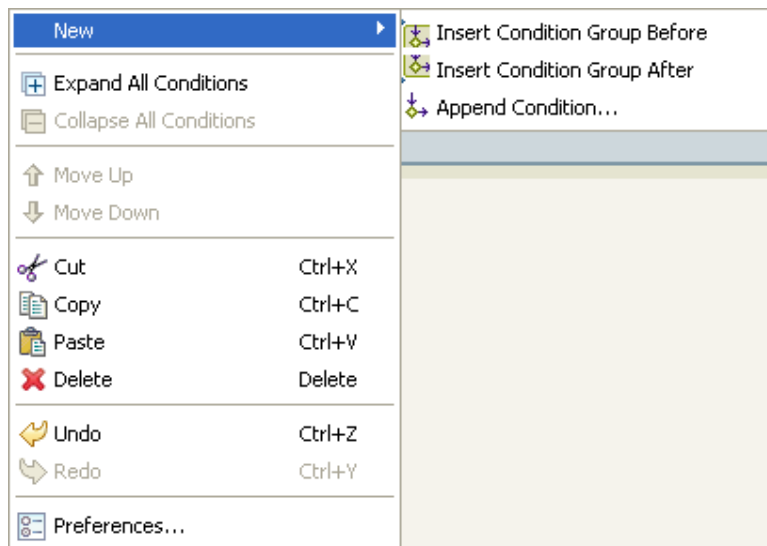 New
Expand All Conditions
Collapse All Conditions
Move Up
Move Down
Cut Ctrl+X
Copy Ctrl+C
Paste Ctrl+V
Delete Delete
Undo Ctrl+Z
Redo Ctrl+Y
Preferences...
Insert Condition Group Before
Insert Condition Group After
Append Condition...